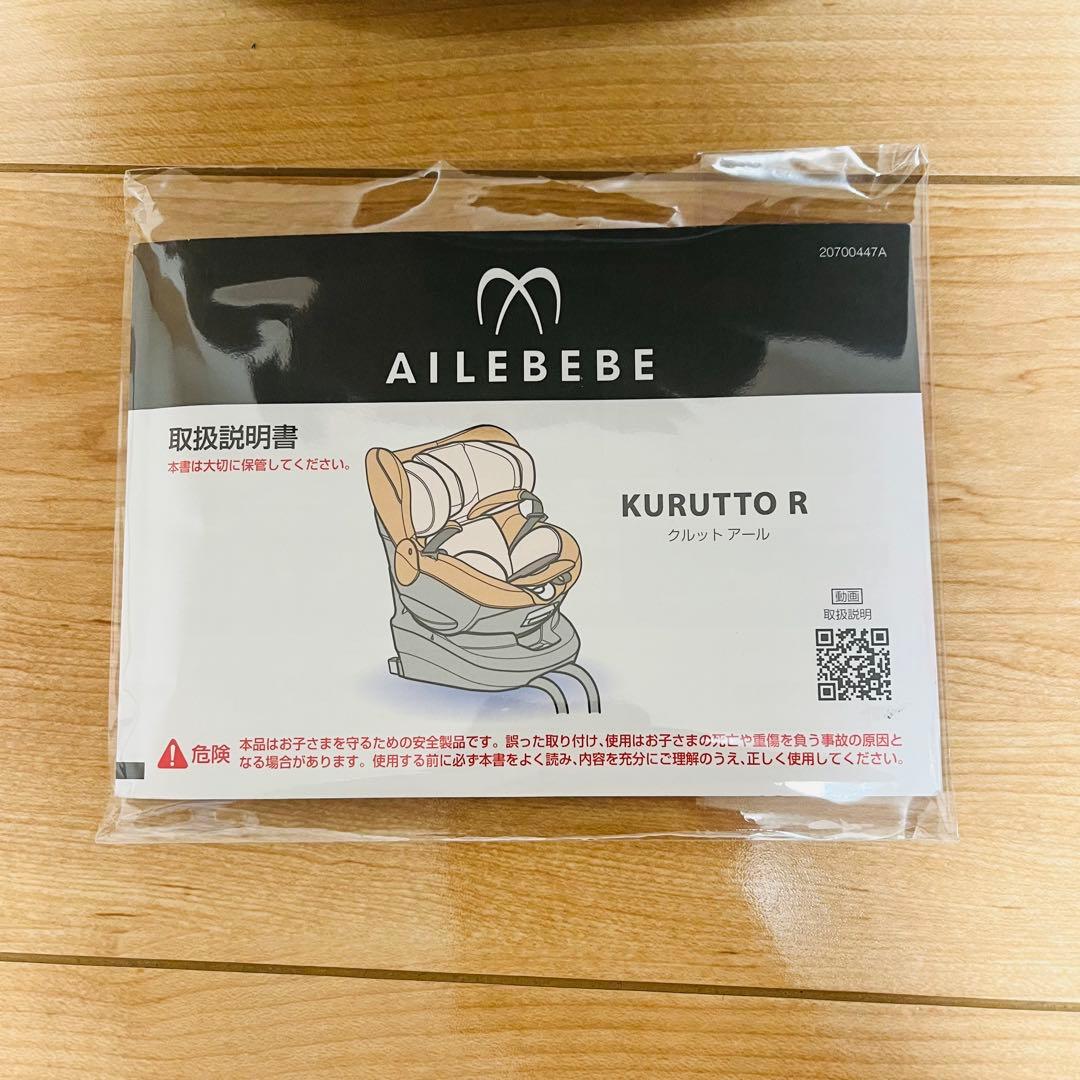 20700447A
AILEBEBE
取扱説明書
本書は大切に保管してください。
KURUTTO R
クルット アール
動画
取扱説明
危険
本品はお子さまを守るための安全製品です。誤った取り付け、使用はお子さまの死亡や重傷を負う事故の原因と
なる場合があります。使用する前に必ず本書をよく読み、内容を充分にご理解のうえ、正しく使用してください。